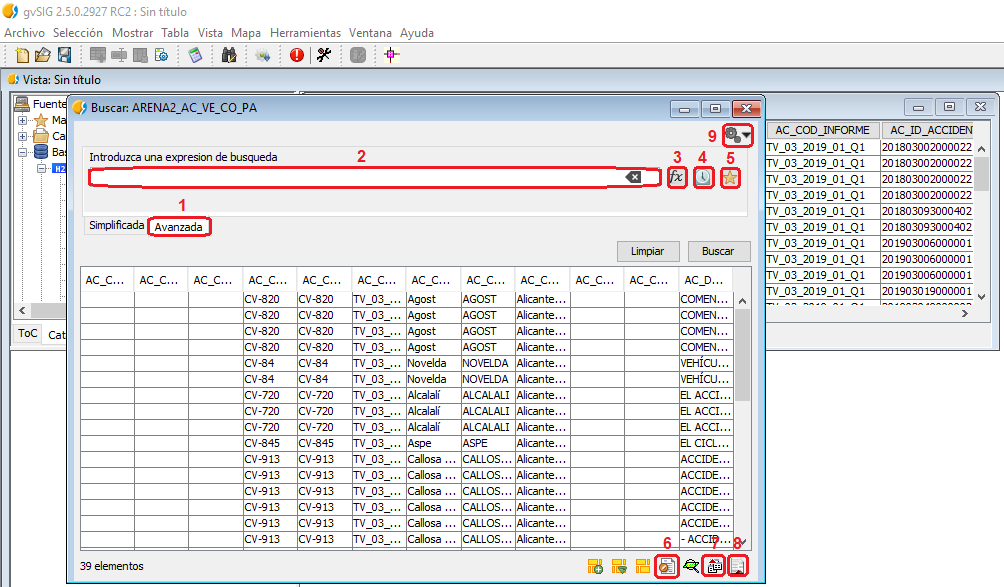 gvSIG 2.5.0.2927 RC2 : Sin título
Archivo Selección Mostrar Tabla Vista Mapa Herramientas Ventana Ayuda
Vista: Sin título
Fuente
Ma
Ca
Bas
H2
ToC Cat
Buscar: ARENA2_AC_VE_CO_PA
9
Introduzca una expresion de busqueda
2 3 4 5
fx
1
Simplificada Avanzada
Limpiar Buscar
AC_C... AC_C... AC_C... AC_C... AC_C... AC_C... AC_C... AC_C... AC_C... AC_C... AC_C... AC_D...
CV-820 CV-820 TV_03_... Agost AGOST Alicante... COMEN...
CV-820 CV-820 TV_03_... Agost AGOST Alicante... COMEN...
CV-820 CV-820 TV_03_... Agost AGOST Alicante... COMEN...
CV-820 CV-820 TV_03_... Agost AGOST Alicante... COMEN...
CV-84 CV-84 TV_03_... Novelda NOVELDA Alicante... VEHÍCU...
CV-84 CV-84 TV_03_... Novelda NOVELDA Alicante... VEHÍCU...
CV-720 CV-720 TV_03_... Alcalalí ALCALALI Alicante... EL ACCI...
CV-720 CV-720 TV_03_... Alcalalí ALCALALI Alicante... EL ACCI...
CV-720 CV-720 TV_03_... Alcalalí ALCALALI Alicante... EL ACCI...
CV-845 CV-845 TV_03_... Aspe ASPE Alicante... EL CICL...
CV-913 CV-913 TV_03_... Callosa ... CALLOS... Alicante... ACCIDE...
CV-913 CV-913 TV_03_... Callosa ... CALLOS... Alicante... ACCIDE...
CV-913 CV-913 TV_03_... Callosa ... CALLOS... Alicante... ACCIDE...
CV-913 CV-913 TV_03_... Callosa ... CALLOS... Alicante... ACCIDE...
CV-913 CV-913 TV_03_... Callosa ... CALLOS... Alicante... ACCIDE...
CV-913 CV-913 TV_03_... Callosa ... CALLOS... Alicante... - ACCID...
6 7 8
39 elementos
AC_COD_INFORME AC_ID_ACCIDEN
TV_03_2019_01_Q1 201803002000022
TV_03_2019_01_Q1 201803002000022
TV_03_2019_01_Q1 201803002000022
TV_03_2019_01_Q1 201803002000022
TV_03_2019_01_Q1 201803093000402
TV_03_2019_01_Q1 201803093000402
TV_03_2019_01_Q1 201903006000001
TV_03_2019_01_Q1 201903006000001
TV_03_2019_01_Q1 201903006000001
TV_03_2019_01_Q1 201903019000002